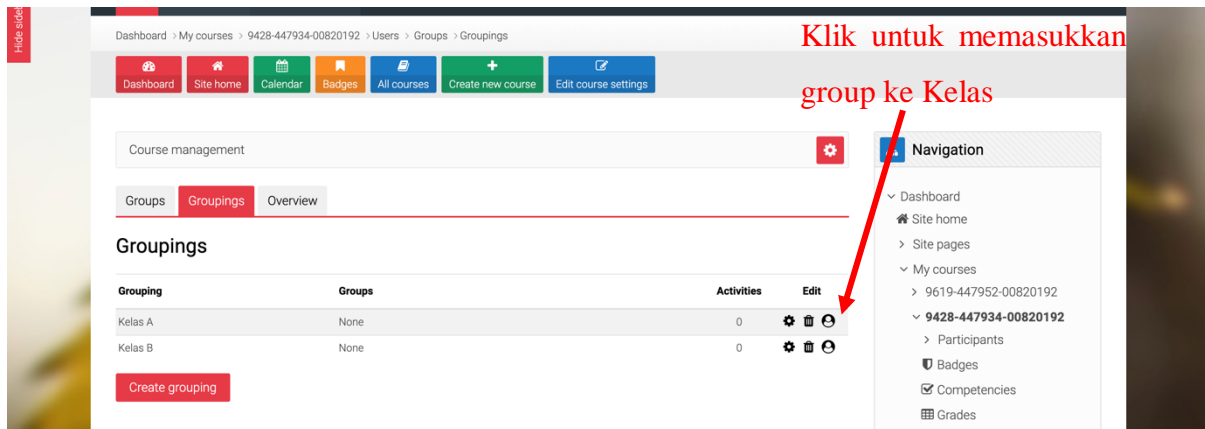 Hide sideb
Dashboard > My courses > 9428-447934-00820192 > Users > Groups > Groupings
Klik untuk memasukkan
group ke Kelas
Dashboard Site home Calendar Badges All courses Create new course Edit course settings
Course management
Groups Groupings Overview
Groupings
Grouping Groups Activities Edit
Kelas A None 0
Kelas B None 0
Create grouping
Navigation
Dashboard
Site home
Site pages
My courses
9619-447952-00820192
9428-447934-00820192
Participants
Badges
Competencies
Grades